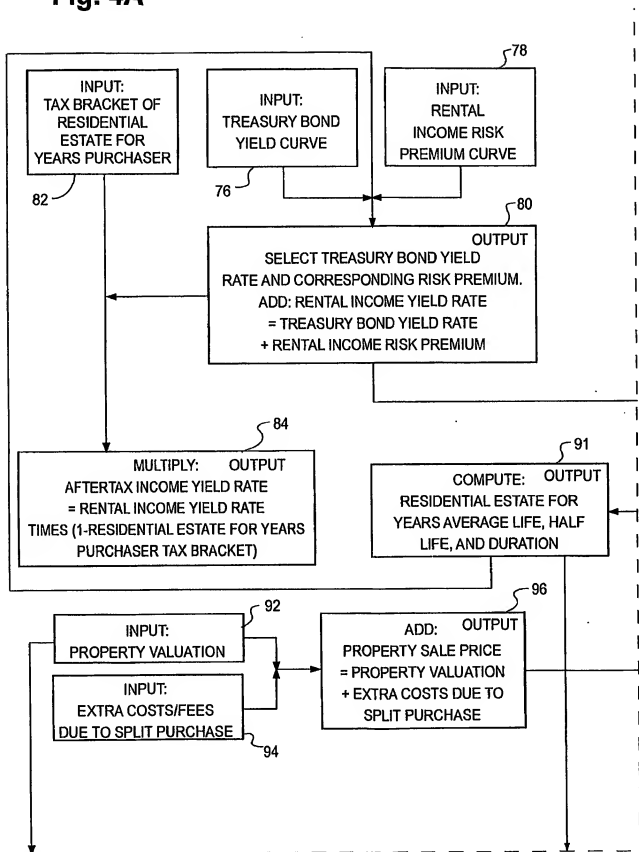 Fig. 4A
INPUT:
TAX BRACKET OF
RESIDENTIAL
ESTATE FOR
YEARS PURCHASER
82
INPUT:
TREASURY BOND
YIELD CURVE
76
78
INPUT:
RENTAL
INCOME RISK
PREMIUM CURVE
80
OUTPUT
SELECT TREASURY BOND YIELD
RATE AND CORRESPONDING RISK PREMIUM.
ADD: RENTAL INCOME YIELD RATE
= TREASURY BOND YIELD RATE
+ RENTAL INCOME RISK PREMIUM
84
MULTIPLY: OUTPUT
AFTERTAX INCOME YIELD RATE
= RENTAL INCOME YIELD RATE
TIMES (1-RESIDENTIAL ESTATE FOR YEARS
PURCHASER TAX BRACKET)
91
COMPUTE: OUTPUT
RESIDENTIAL ESTATE FOR
YEARS AVERAGE LIFE, HALF
LIFE, AND DURATION
92
INPUT:
PROPERTY VALUATION
INPUT:
EXTRA COSTS/FEES
DUE TO SPLIT PURCHASE
94
96
ADD: OUTPUT
PROPERTY SALE PRICE
= PROPERTY VALUATION
+ EXTRA COSTS DUE TO
SPLIT PURCHASE